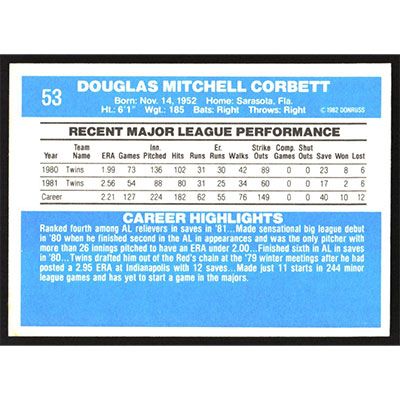 53
DOUGLAS MITCHELL CORBETT
Born: Nov. 14, 1952 Home: Sarasota, Fla.
Ht.: 6'1" Wgt.: 185 Bats: Right Throws: Right
© 1982 DONRUSS
RECENT MAJOR LEAGUE PERFORMANCE
Year Team Name ERA Games Inn. Pitched Hits Runs Er. Runs Walks Strike Outs Comp. Games Shut Outs Saves Won Lost
1980 Twins 1.99 73 136 102 31 30 42 89 0 0 23 8 6
1981 Twins 2.56 54 88 80 31 25 34 60 0 0 17 2 6
Career 2.21 127 224 182 62 55 76 149 0 0 40
CAREER HIGHLIGHTS
Ranked fourth among AL relievers in saves in '81...Made sensational big league debut
in '80 when he finished second in the AL in appearances and was the only pitcher with
more than 26 innings pitched to have an ERA under 2.00...Finished sixth in AL in saves
in '80...Twins drafted him out of the Red's chain at the '79 winter meetings after he had
posted a 2.95 ERA at Indianapolis with 12 saves...Made just 11 starts in 244 minor
league games and has yet to start a game in the majors.